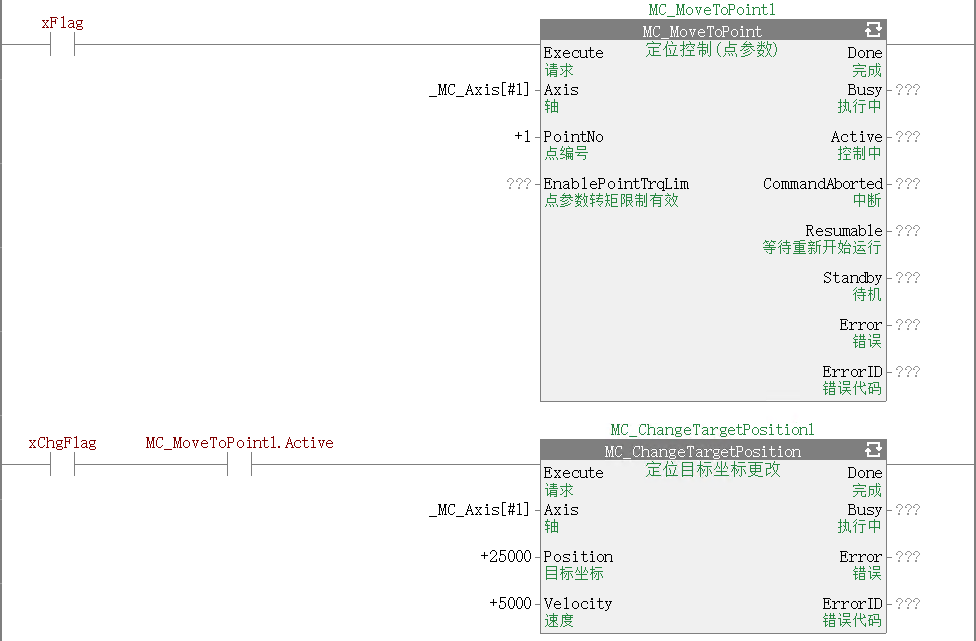 MC_MoveToPoint1
xFlag
MC_MoveToPoint
定位控制(点参数)
Execute
请求
Done
完成
_MC_Axis[#1]
Axis
轴
Busy
执行中
???
+1
PointNo
点编号
Active
控制中
???
???
EnablePointTrqLim
点参数转矩限制有效
CommandAborted
中断
???
Resumable
等待重新开始运行
???
Standby
待机
???
Error
错误
???
ErrorID
错误代码
???
MC_ChangeTargetPosition1
xChgFlag
MC_MoveToPoint1.Active
MC_ChangeTargetPosition
定位目标坐标更改
Execute
请求
Done
完成
_MC_Axis[#1]
Axis
轴
Busy
执行中
???
+25000
Position
目标坐标
Error
错误
???
+5000
Velocity
速度
ErrorID
错误代码
???